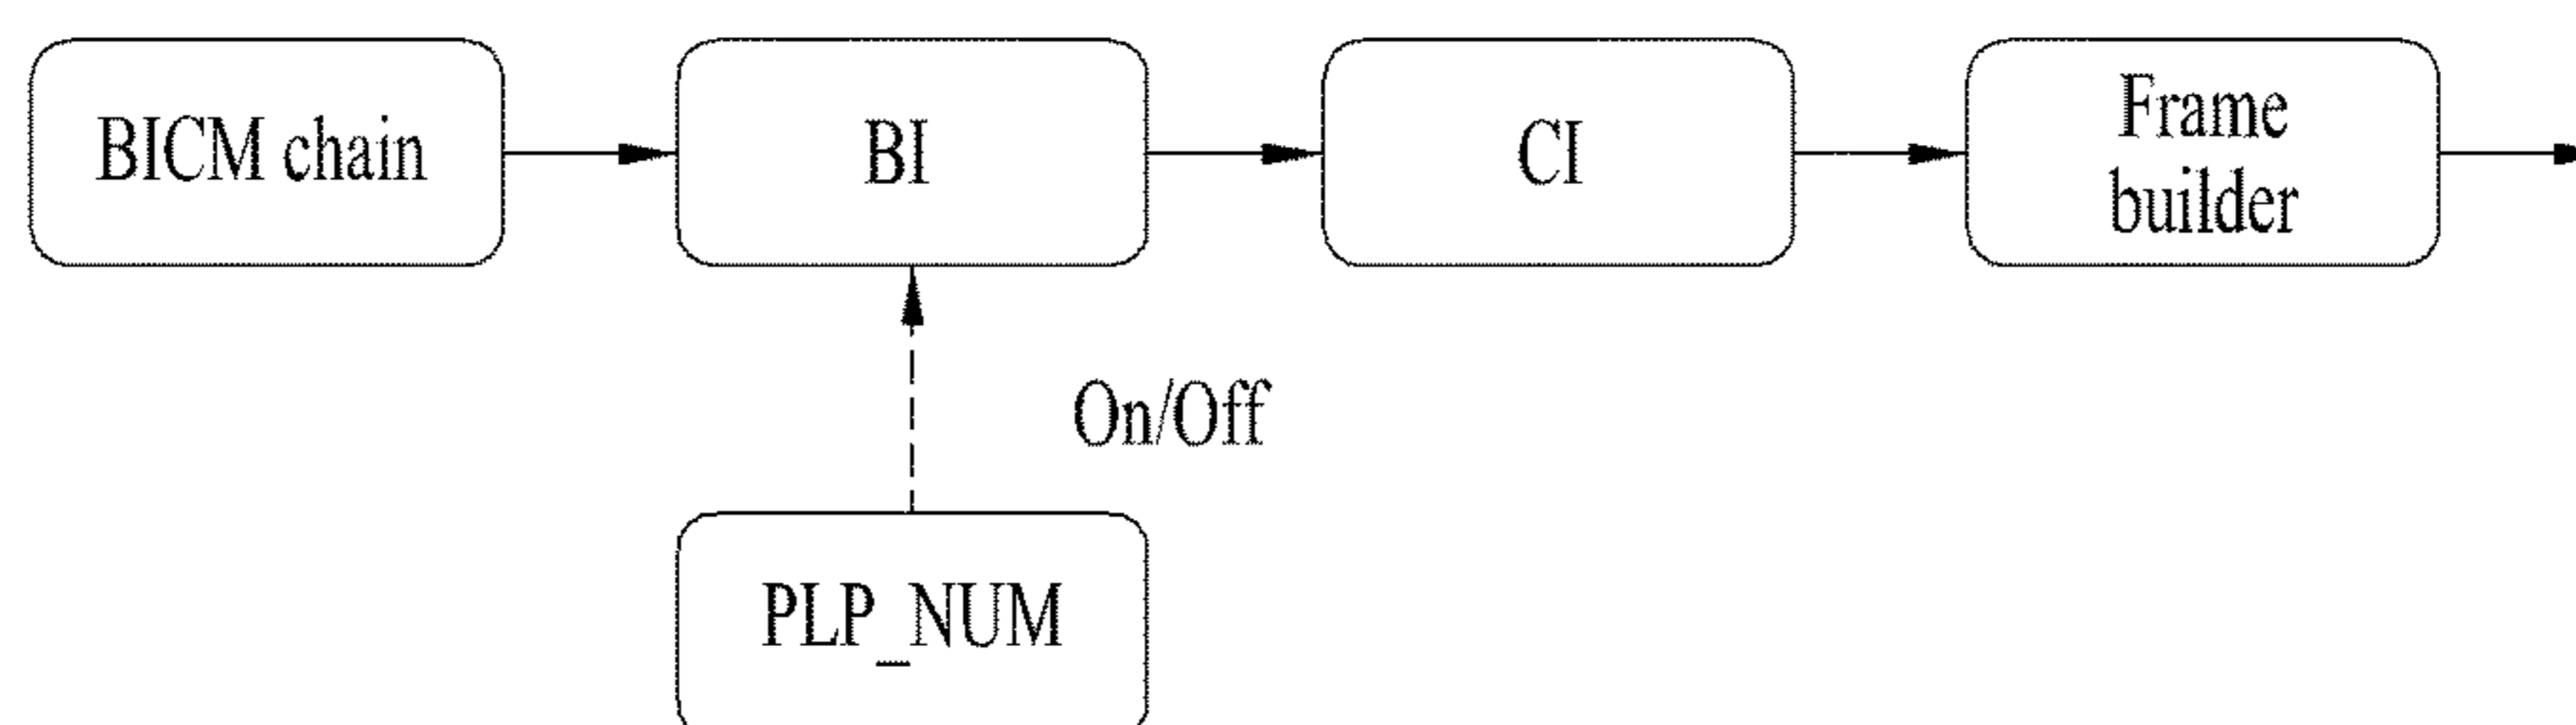 BICM chain
BI
CI
Frame
builder
On/Off
PLP_NUM